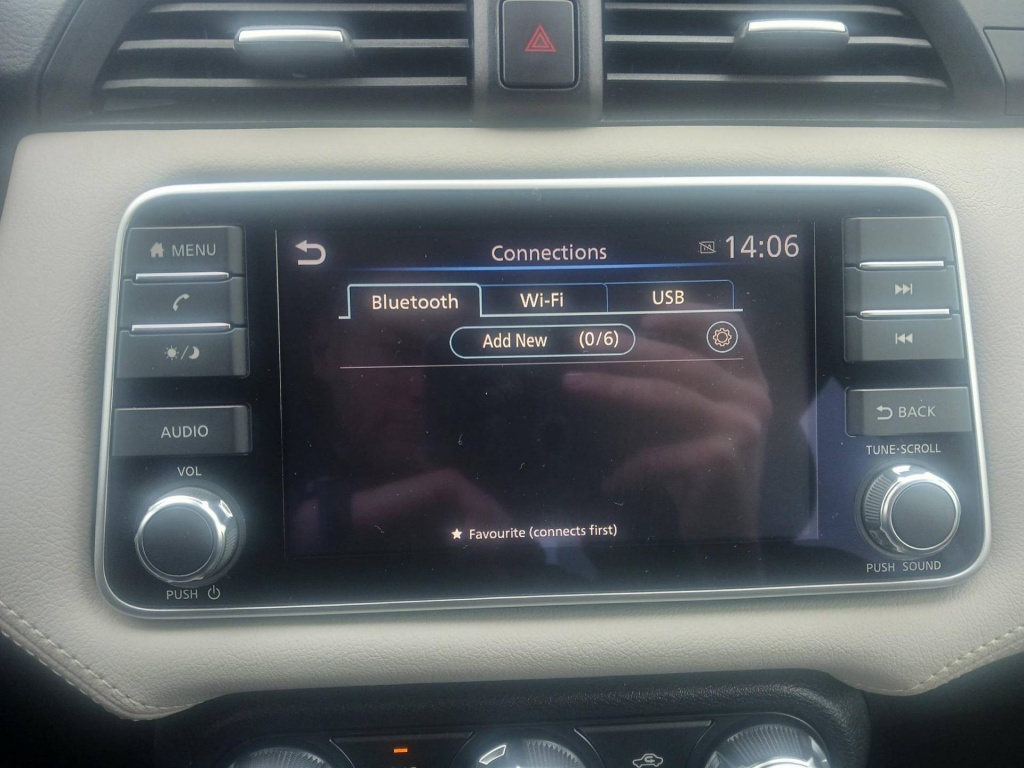 MENU
AUDIO
VOL
PUSH
Connections
14:06
Bluetooth
Wi-Fi
USB
Add New (0/6)
Favourite (connects first)
BACK
TUNE·SCROLL
PUSH SOUND